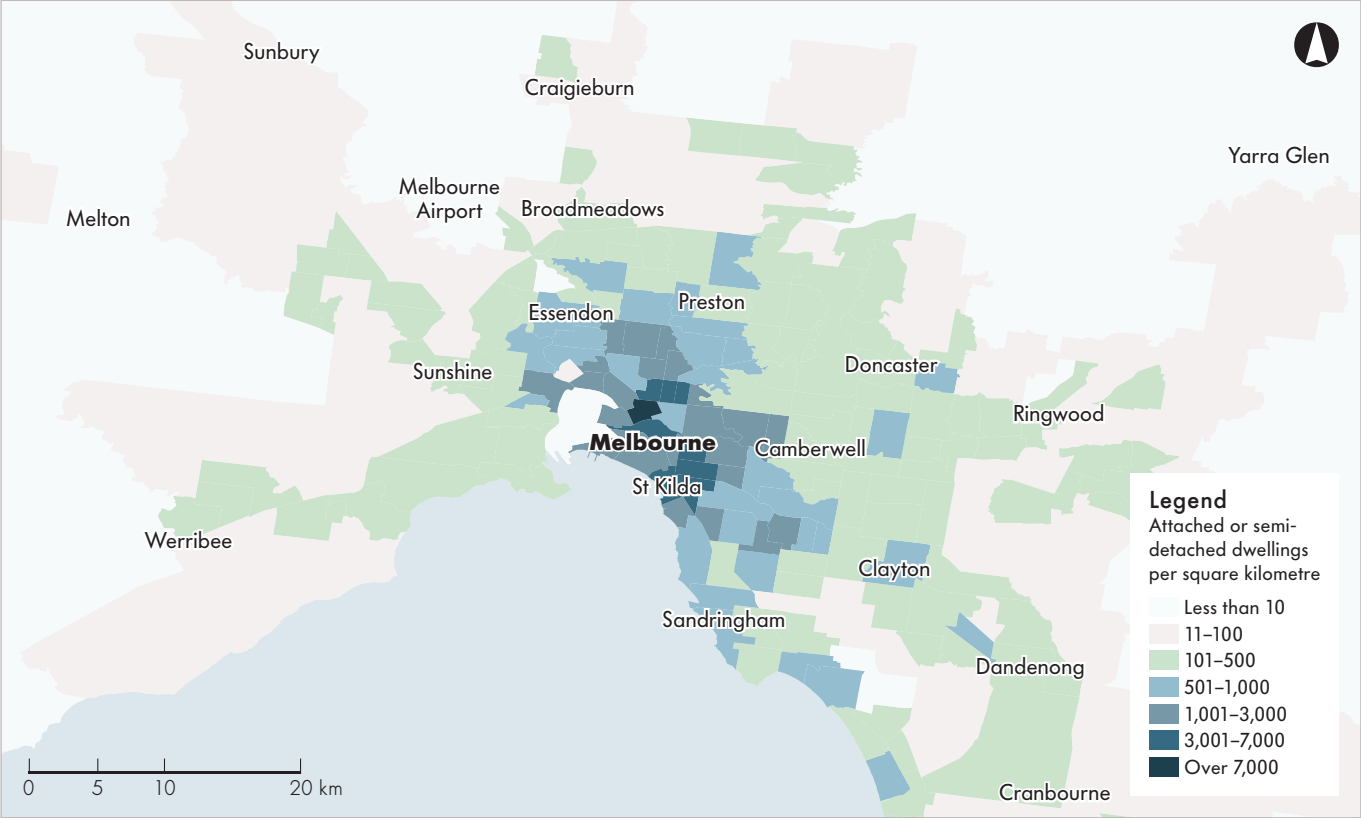 Sunbury
Craigieburn
Yarra Glen
Melbourne
Airport
Broadmeadows
Melton
Essendon
Preston
Sunshine
Doncaster
Ringwood
Melbourne
Camberwell
St Kilda
Werribee
Clayton
Sandringham
Dandenong
Cranbourne
Legend
Attached or semi-
detached dwellings
per square kilometre
Less than 10
11–100
101–500
501–1,000
1,001–3,000
3,001–7,000
Over 7,000
0 5 10 20 km